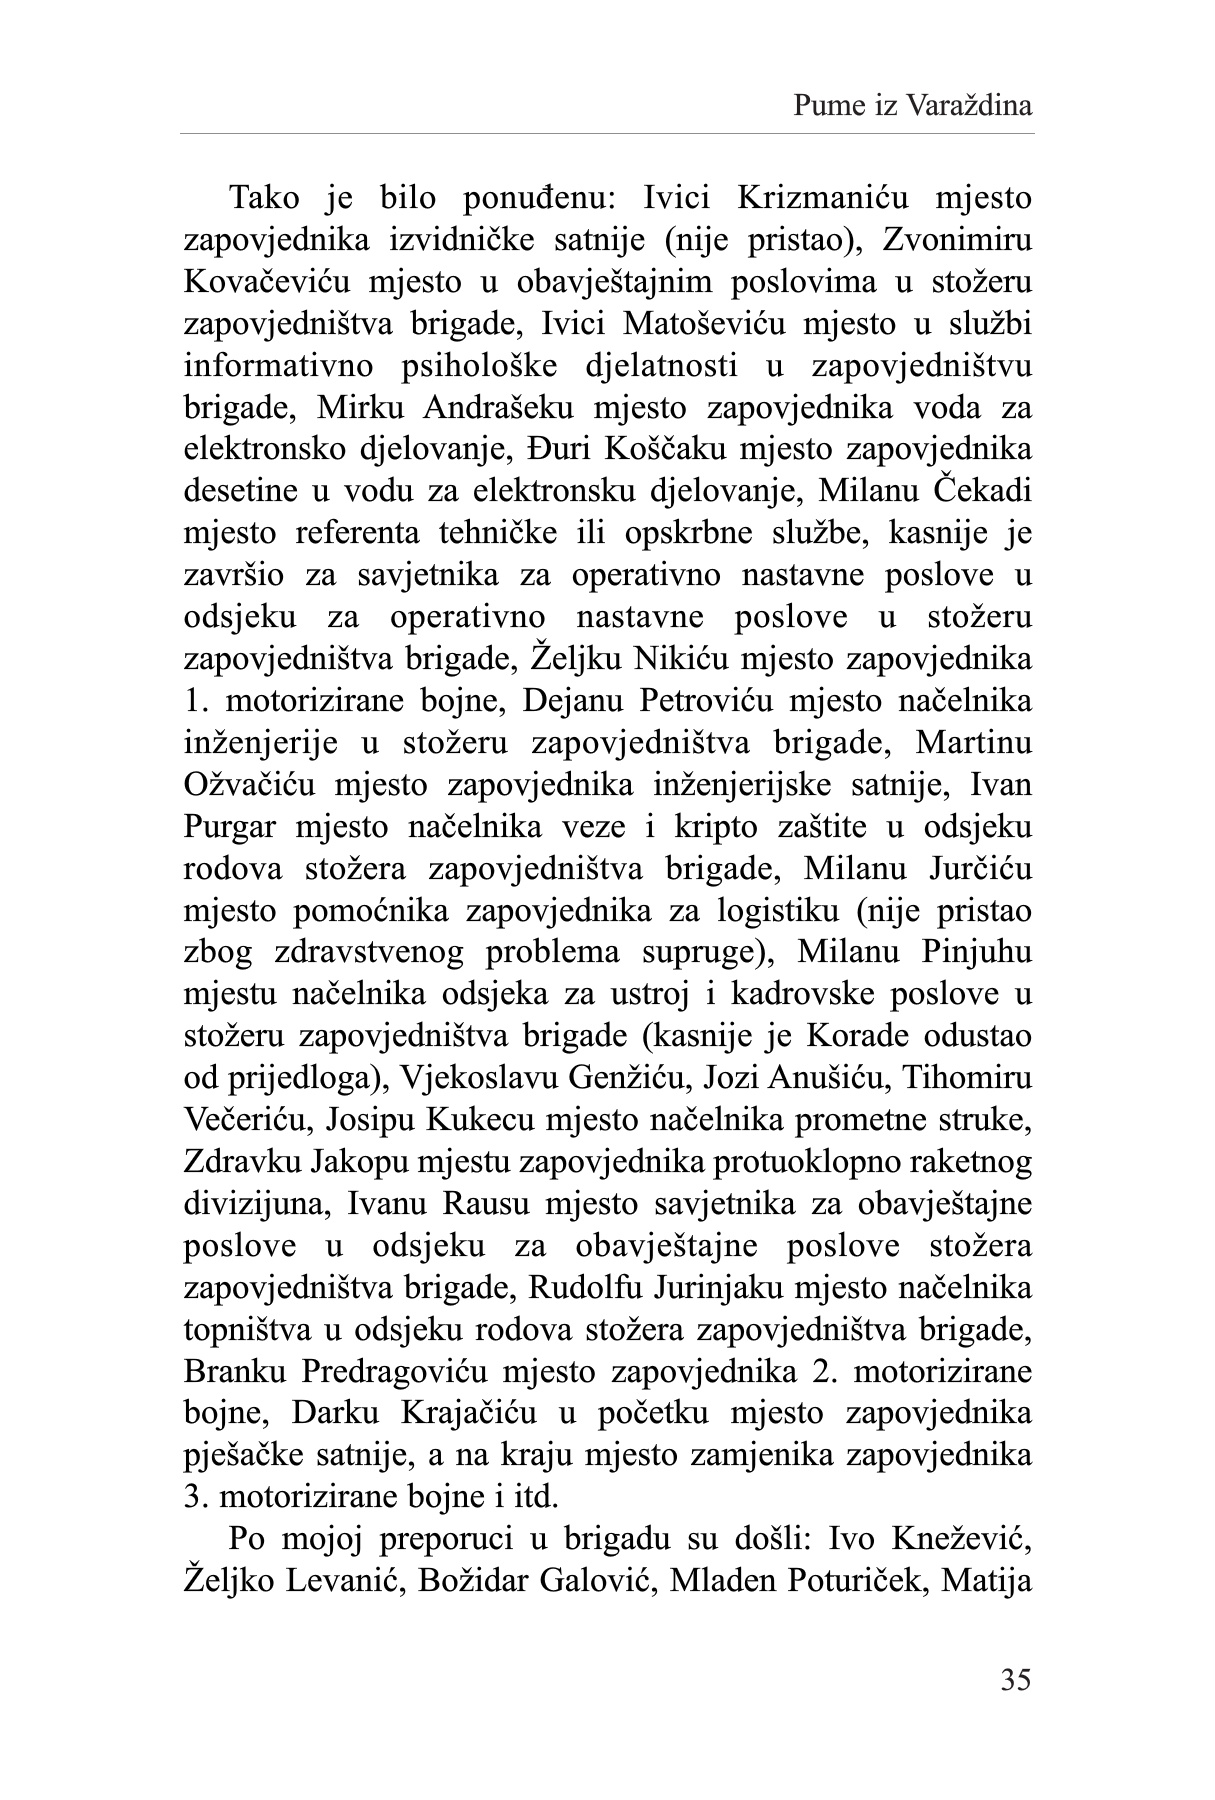 Pume iz Varaždina
Tako je bilo ponuđenu: Ivici Krizmaniću mjesto
zapovjednika izvidničke satnije (nije pristao), Zvonimiru
Kovačeviću mjesto u obavještajnim poslovima u stožeru
zapovjedništva brigade, Ivici Matoševiću mjesto u službi
informativno psihološke djelatnosti u zapovjedništvu
brigade, Mirku Andrašeku mjesto zapovjednika voda za
elektronsko djelovanje, Đuri Koščaku mjesto zapovjednika
desetine u vodu za elektronsku djelovanje, Milanu Čekadi
mjesto referenta tehničke ili opskrbne službe, kasnije je
završio za savjetnika za operativno nastavne poslove u
odsjeku za operativno nastavne poslove u stožeru
zapovjedništva brigade, Željku Nikiću mjesto zapovjednika
1. motorizirane bojne, Dejanu Petroviću mjesto načelnika
inženjerije u stožeru zapovjedništva brigade, Martinu
Ožvačiću mjesto zapovjednika inženjerijske satnije, Ivan
Purgar mjesto načelnika veze i kripto zaštite u odsjeku
rodova stožera zapovjedništva brigade, Milanu Jurčiću
mjesto pomoćnika zapovjednika za logistiku (nije pristao
zbog zdravstvenog problema supruge), Milanu Pinjuhu
mjestu načelnika odsjeka za ustroj i kadrovske poslove u
stožeru zapovjedništva brigade (kasnije je Korade odustao
od prijedloga), Vjekoslavu Genžiću, Jozi Anušiću, Tihomiru
Večeriću, Josipu Kukecu mjesto načelnika prometne struke,
Zdravku Jakopu mjestu zapovjednika protuoklopno raketnog
divizijuna, Ivanu Rausu mjesto savjetnika za obavještajne
poslove u odsjeku za obavještajne poslove stožera
zapovjedništva brigade, Rudolfu Jurinjaku mjesto načelnika
topništva u odsjeku rodova stožera zapovjedništva brigade,
Branku Predragoviću mjesto zapovjednika 2. motorizirane
bojne, Darku Krajačiću u početku mjesto zapovjednika
pješačke satnije, a na kraju mjesto zamjenika zapovjednika
3. motorizirane bojne i itd.
Po mojoj preporuci u brigadu su došli: Ivo Knežević,
Željko Levanić, Božidar Galović, Mladen Poturiček, Matija
35